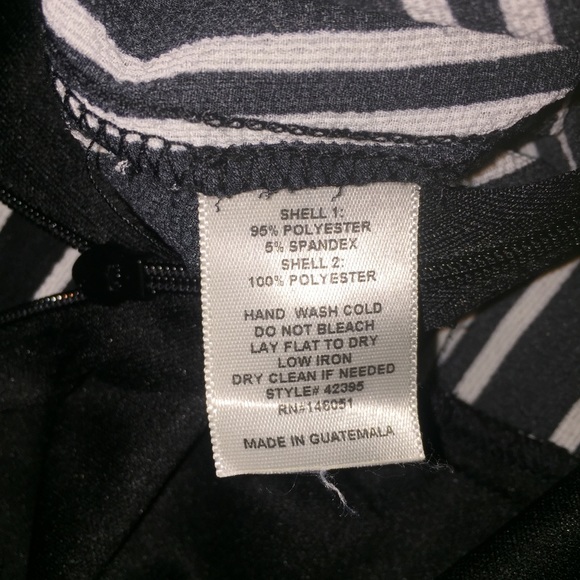 SHELL 1:
95% POLYESTER
5% SPANDEX
SHELL 2:
100% POLYESTER
HAND WASH COLD
DO NOT BLEACH
LAY FLAT TO DRY
LOW IRON
DRY CLEAN IF NEEDED
STYLE# 42395
RN#146051
MADE IN GUATEMALA